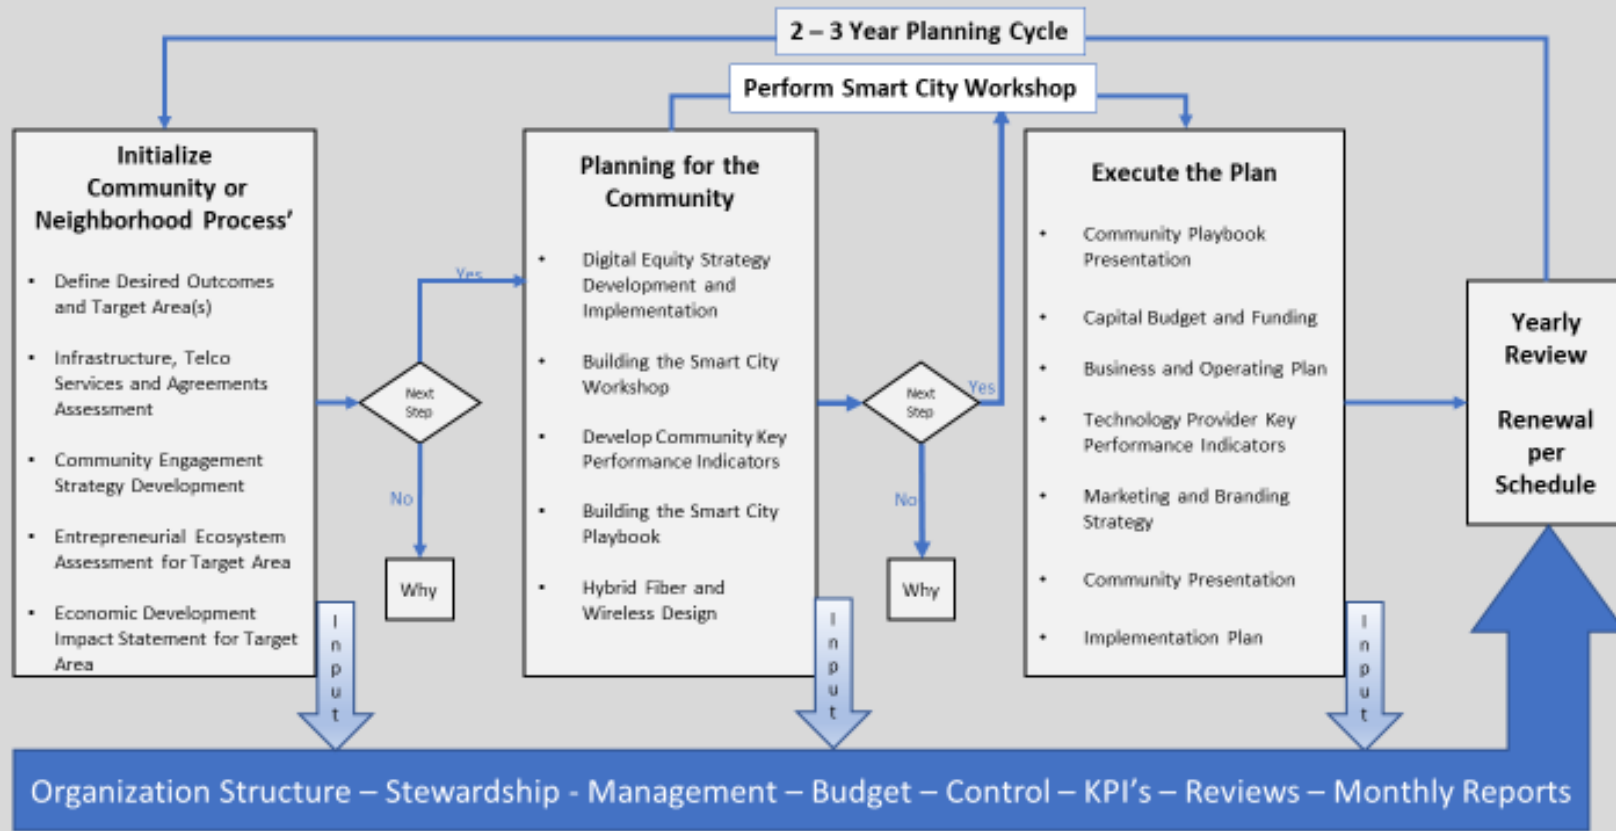 2 – 3 Year Planning Cycle
Perform Smart City Workshop
Initialize
Community or
Neighborhood Process’
• Define Desired Outcomes
and Target Area(s)
• Infrastructure, Telco
Services and Agreements
Assessment
• Community Engagement
Strategy Development
• Entrepreneurial Ecosystem
Assessment for Target Area
• Economic Development
Impact Statement for Target
Area
Input
Next
Step
Yes
No
Why
Planning for the
Community
• Digital Equity Strategy
Development and
Implementation
• Building the Smart City
Workshop
• Develop Community Key
Performance Indicators
• Building the Smart City
Playbook
• Hybrid Fiber and
Wireless Design
Input
Next
Step
Yes
No
Why
Execute the Plan
• Community Playbook
Presentation
• Capital Budget and Funding
• Business and Operating Plan
• Technology Provider Key
Performance Indicators
• Marketing and Branding
Strategy
• Community Presentation
• Implementation Plan
Input
Yearly
Review
Renewal
per
Schedule
Organization Structure – Stewardship - Management – Budget – Control – KPI’s – Reviews – Monthly Reports